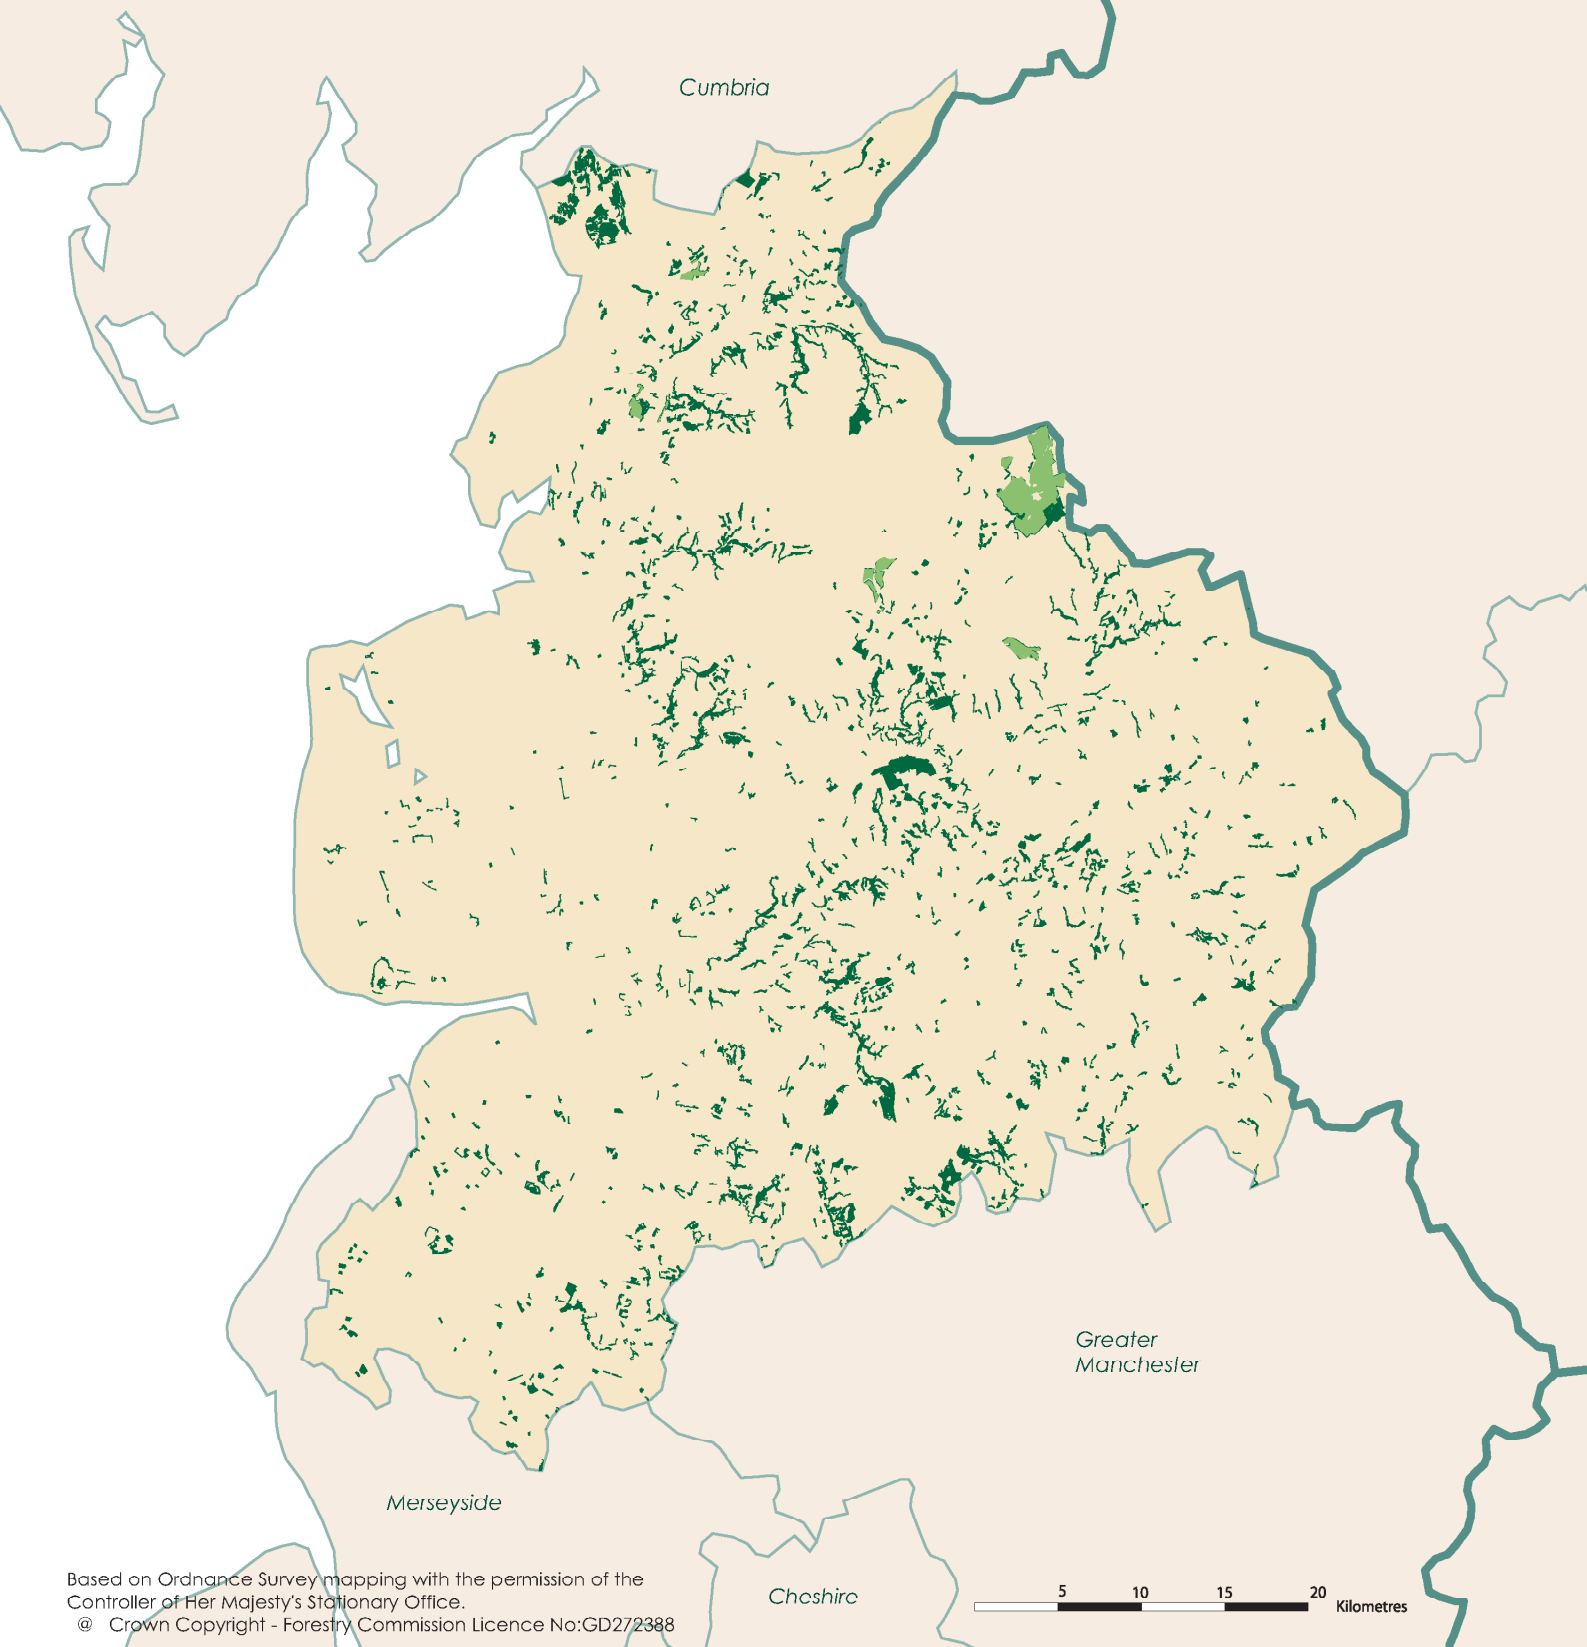 Cumbria
Greater
Manchester
Merseyside
Cheshire
Based on Ordnance Survey mapping with the permission of the
Controller of Her Majesty's Stationary Office.
@ Crown Copyright - Forestry Commission Licence No:GD272388
5 10 15 20
Kilometres